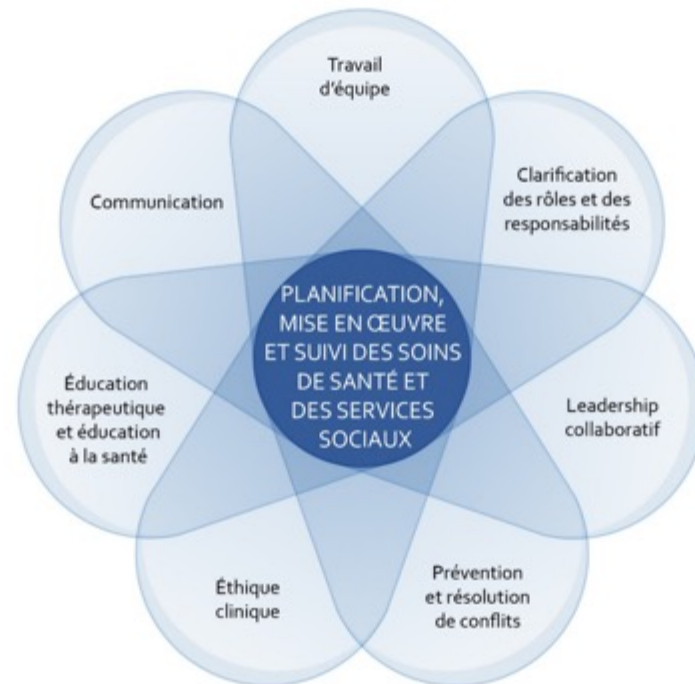 Travail
d'équipe
Clarification
des rôles et des
responsabilités
Communication
PLANIFICATION,
MISE EN ŒUVRE
ET SUIVI DES SOINS
DE SANTÉ ET
DES SERVICES
SOCIAUX
Leadership
collaboratif
Éducation
thérapeutique
et éducation
à la santé
Prévention
et résolution
de conflits
Éthique
clinique